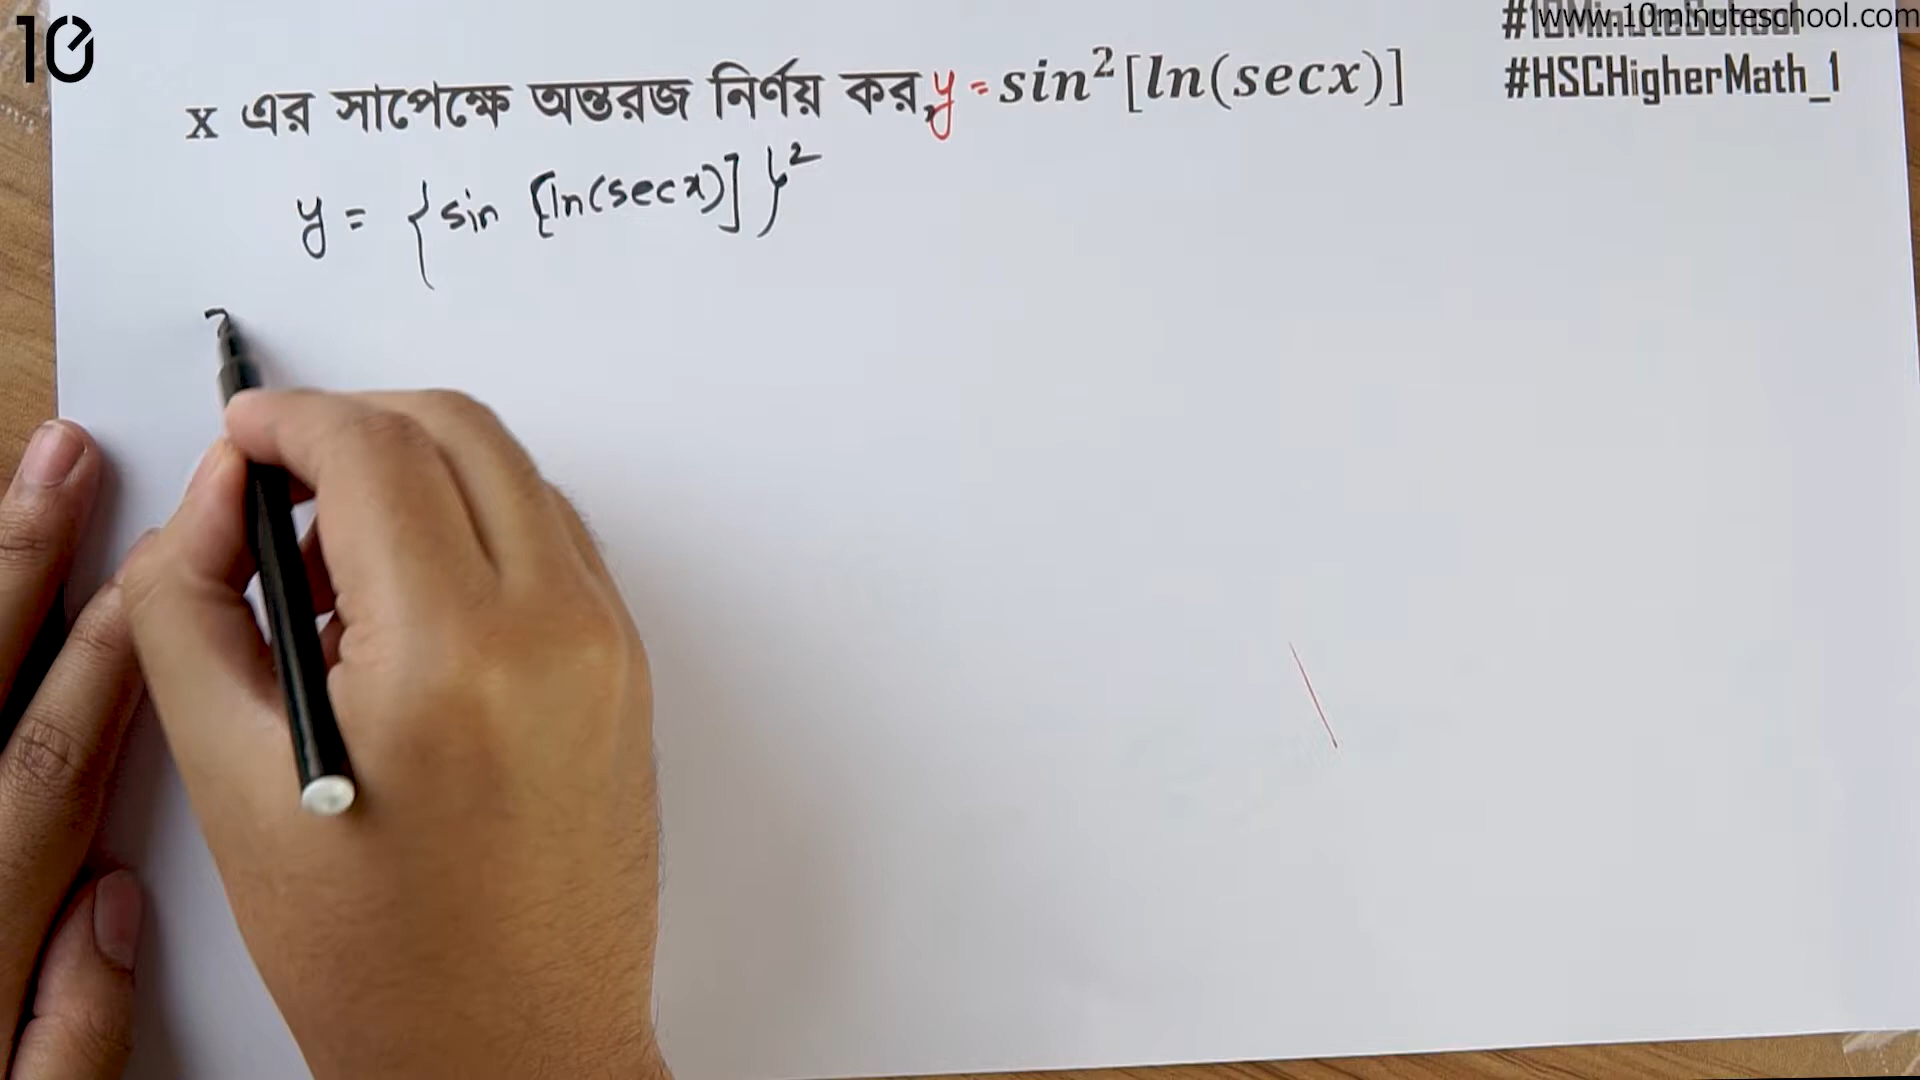 10
www.10minuteschool.com
#10MinuteSchool
x এর সাপেক্ষে অন্তরজ নির্ণয় কর, y = sin²[ln(secx)]
#HSCHigherMath_1
y = {sin [ln(secx)]}²